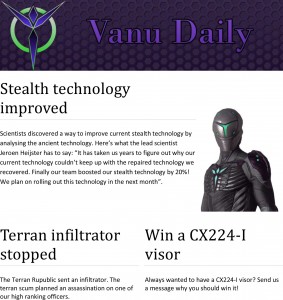 Vanu Daily
Stealth technology
improved
Scientists discovered a way to improve current stealth technology by
analysing the ancient technology. Here's what the lead scientist
Jeroen Heijster has to say: "It has taken us years to figure out why our
current technology couldn't keep up with the repaired technology we
recovered. Finally our team boosted our stealth technology by 20%!
We plan on rolling out this technology in the next month".
Terran infiltrator
stopped
The Terran Rupublic sent an infiltrator. The
terran scum planned an assassination on one of
our high ranking officers.
Win a CX224-I
visor
Always wanted to have a CX224-I visor? Send us
a message why you should win it!